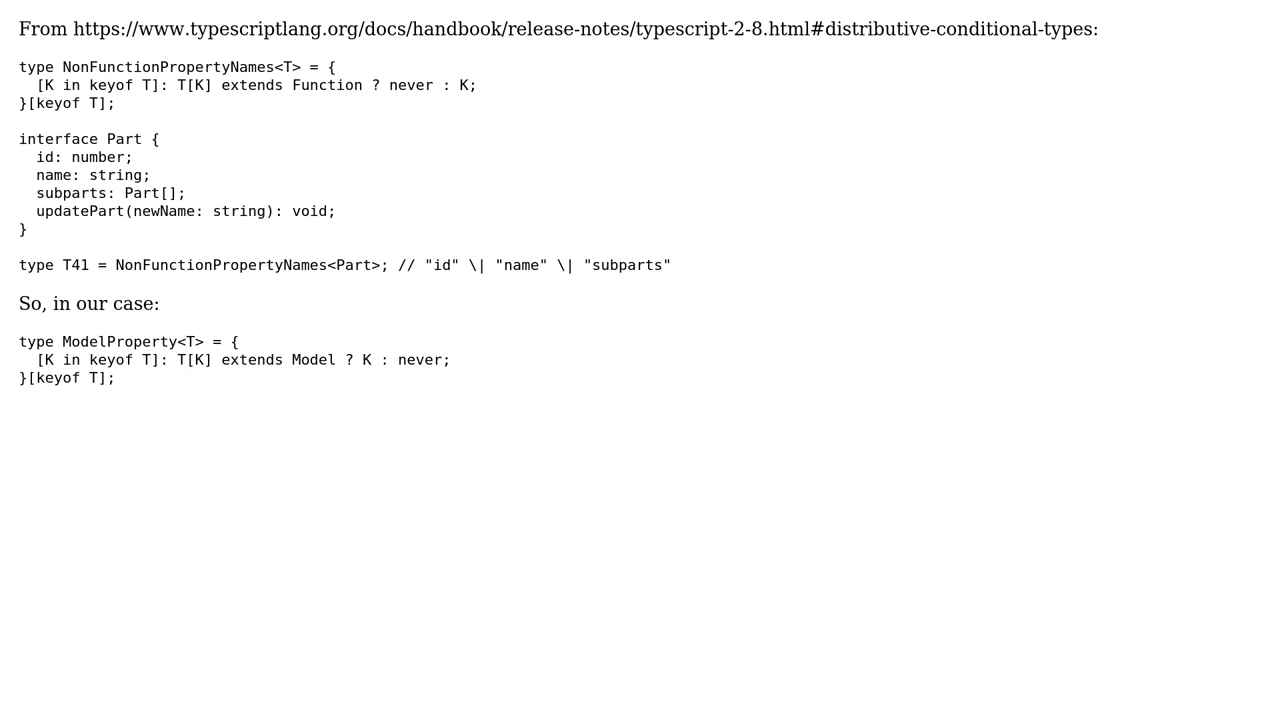 From https://www.typescriptlang.org/docs/handbook/release-notes/typescript-2-8.html#distributive-conditional-types:
type NonFunctionPropertyNames<T> = {
  [K in keyof T]: T[K] extends Function ? never : K;
}[keyof T];
interface Part {
  id: number;
  name: string;
  subparts: Part[];
  updatePart(newName: string): void;
}
type T41 = NonFunctionPropertyNames<Part>; // "id" \| "name" \| "subparts"
So, in our case:
type ModelProperty<T> = {
  [K in keyof T]: T[K] extends Model ? K : never;
}[keyof T];